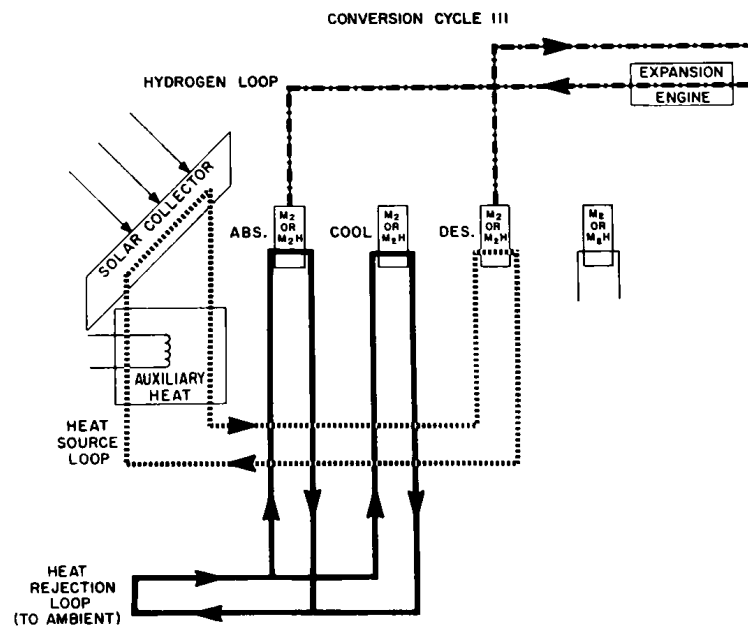 CONVERSION CYCLE III
HYDROGEN LOOP
EXPANSION
ENGINE
SOLAR COLLECTOR
ABS.
M2
OR
M2H
COOL
M2
OR
M2H
DES.
M2
OR
M2H
AUXILIARY
HEAT
HEAT
SOURCE
LOOP
HEAT
REJECTION
LOOP
(TO AMBIENT)